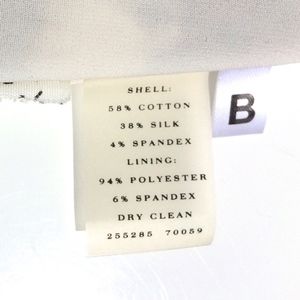 SHELL:
58% COTTON
38% SILK
4% SPANDEX
LINING:
94% POLYESTER
6% SPANDEX
DRY CLEAN
255285 70059
B